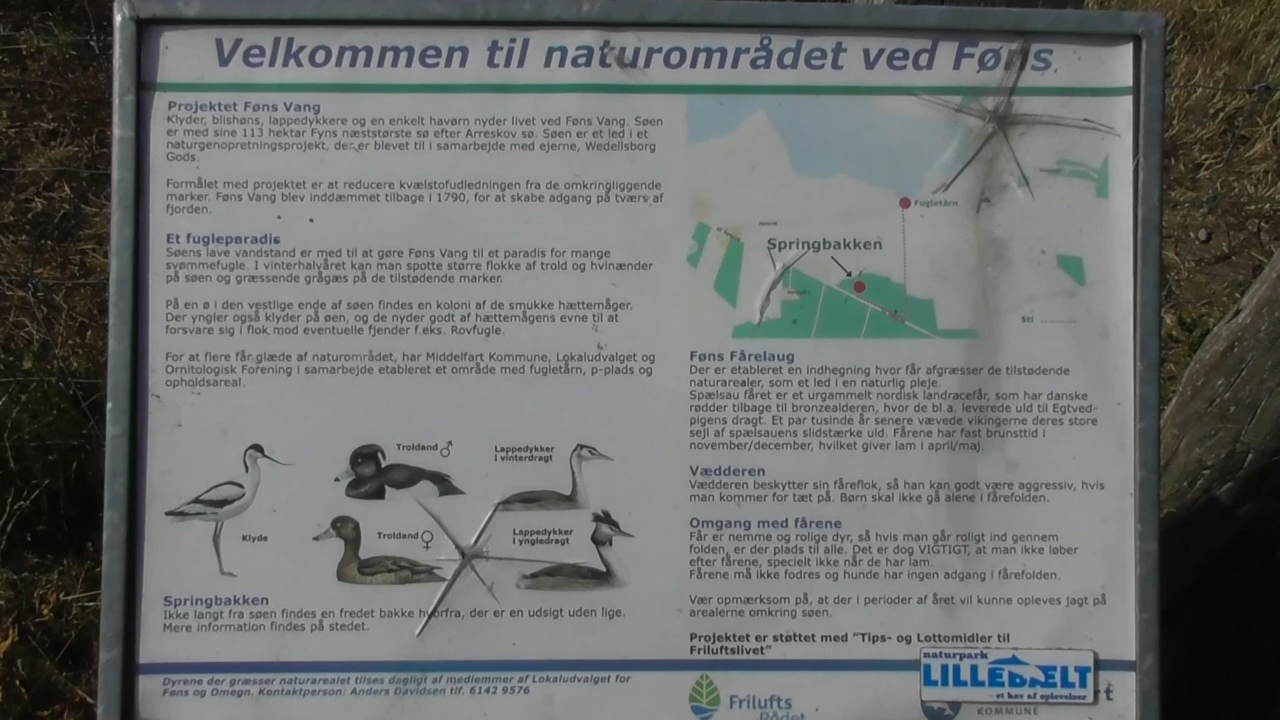 Velkommen til naturområdet ved Føns
Projektet Føns Vang
Klyder, blishøns, lappedykkere og en enkelt havørn nyder livet ved Føns Vang. Søen
er med sine 113 hektar Fyns næststørste sø efter Arreskov sø. Søen er et led i et
naturgenopretningsprojekt, der er blevet til i samarbejde med ejerne, Wedellsborg
Gods.
Formålet med projektet er at reducere kvælstofudledningen fra de omkringliggende
marker. Føns Vang blev inddæmmet tilbage i 1790, for at skabe adgang på tværs af
fjorden.
Et fugleparadis
Søens lave vandstand er med til at gøre Føns Vang til et paradis for mange
svømmefugle. I vinterhalvåret kan man spotte større flokke af trold og hvinænder
på søen og græssende grågæs på de tilstødende marker.
På en ø i den vestlige ende af søen findes en koloni af de smukke hættemåger.
Der yngler også klyder på øen, og de nyder godt af hættemågens evne til at
forsvare sig i flok mod eventuelle fjender f.eks. Rovfugle.
For at flere får glæde af naturområdet, har Middelfart Kommune, Lokaludvalget og
Ornitologisk Forening i samarbejde etableret et område med fugletårn, p-plads og
opholdsareal.
Klyde
Troldand ♂
Troldand ♀
Lappedykker
i vinterdragt
Lappedykker
i yngledragt
Springbakken
Ikke langt fra søen findes en fredet bakke hvorfra, der er en udsigt uden lige.
Mere information findes på stedet.
Fugletårn
Springbakken
Sti
Føns Fårelaug
Der er etableret en indhegning hvor får afgræsser de tilstødende
naturarealer, som et led i en naturlig pleje.
Spælsau fåret er et urgammelt nordisk landracefår, som har danske
rødder tilbage til bronzealderen, hvor de bl.a. leverede uld til Egtved-
pigens dragt. Et par tusinde år senere vævede vikingerne deres store
sejl af spælsauens slidstærke uld. Fårene har fast brunsttid i
november/december, hvilket giver lam i april/maj.
Vædderen
Vædderen beskytter sin fåreflok, så han kan godt være aggressiv, hvis
man kommer for tæt på. Børn skal ikke gå alene i fårefolden.
Omgang med fårene
Får er nemme og rolige dyr, så hvis man går roligt ind gennem
folden, er der plads til alle. Det er dog VIGTIGT, at man ikke løber
efter fårene, specielt ikke når de har lam.
Fårene må ikke fodres og hunde har ingen adgang i fårefolden.
Vær opmærksom på, at der i perioder af året vil kunne opleves jagt på
arealerne omkring søen.
Projektet er støttet med "Tips- og Lottomidler til
Friluftslivet"
Dyrene der græsser naturarealet tilses dagligt af medlemmer af Lokaludvalget for
Føns og Omegn. Kontaktperson: Anders Davidsen tlf. 6142 9576
Frilufts
Rådet
naturpark
LILLEBÆLT
- et hav af oplevelser
rt
KOMMUNE